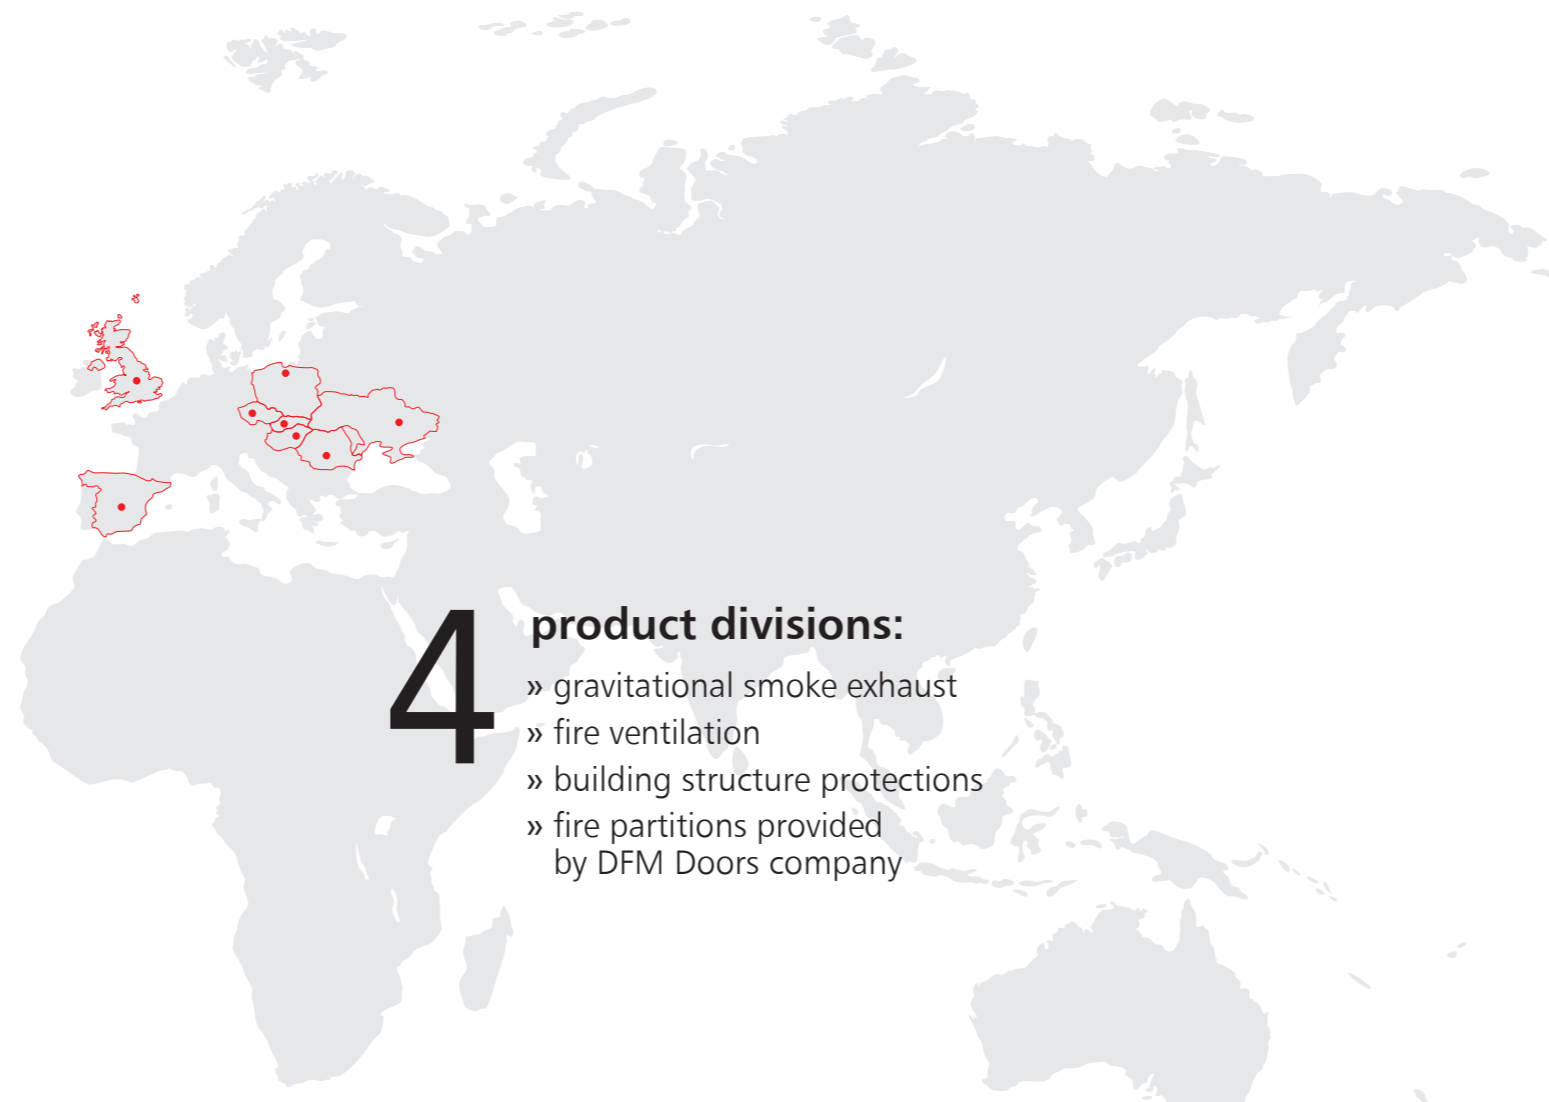 4
product divisions:
» gravitational smoke exhaust
» fire ventilation
» building structure protections
» fire partitions provided
by DFM Doors company